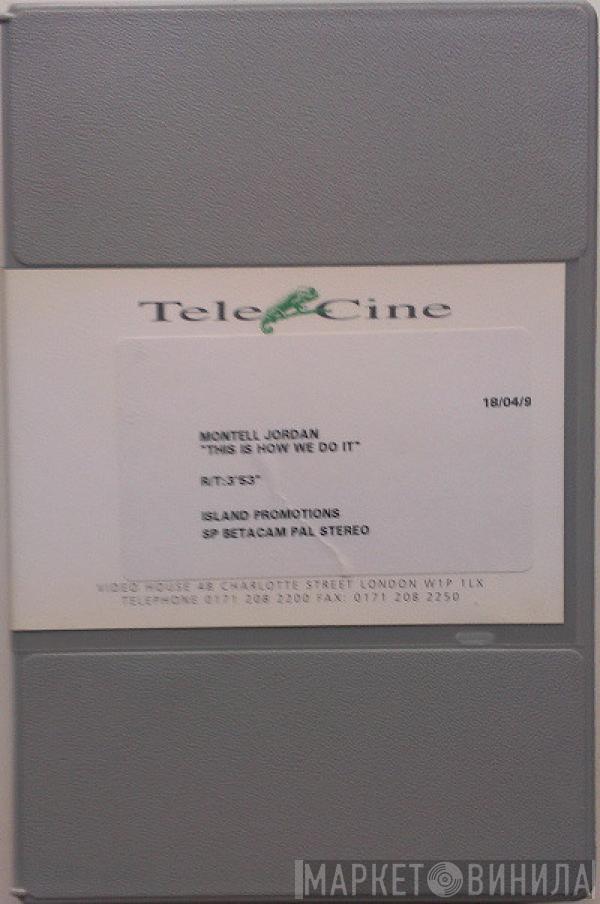 Tele Cine
18/04/9
MONTELL JORDAN
"THIS IS HOW WE DO IT"
R/T:3'53"
ISLAND PROMOTIONS
SP BETACAM PAL STEREO
VIDEO HOUSE 48 CHARLOTTE STREET LONDON W1P 1LX
TELEPHONE 0171 208 2200 FAX: 0171 208 2250
МАРКЕТ ВИНИЛА